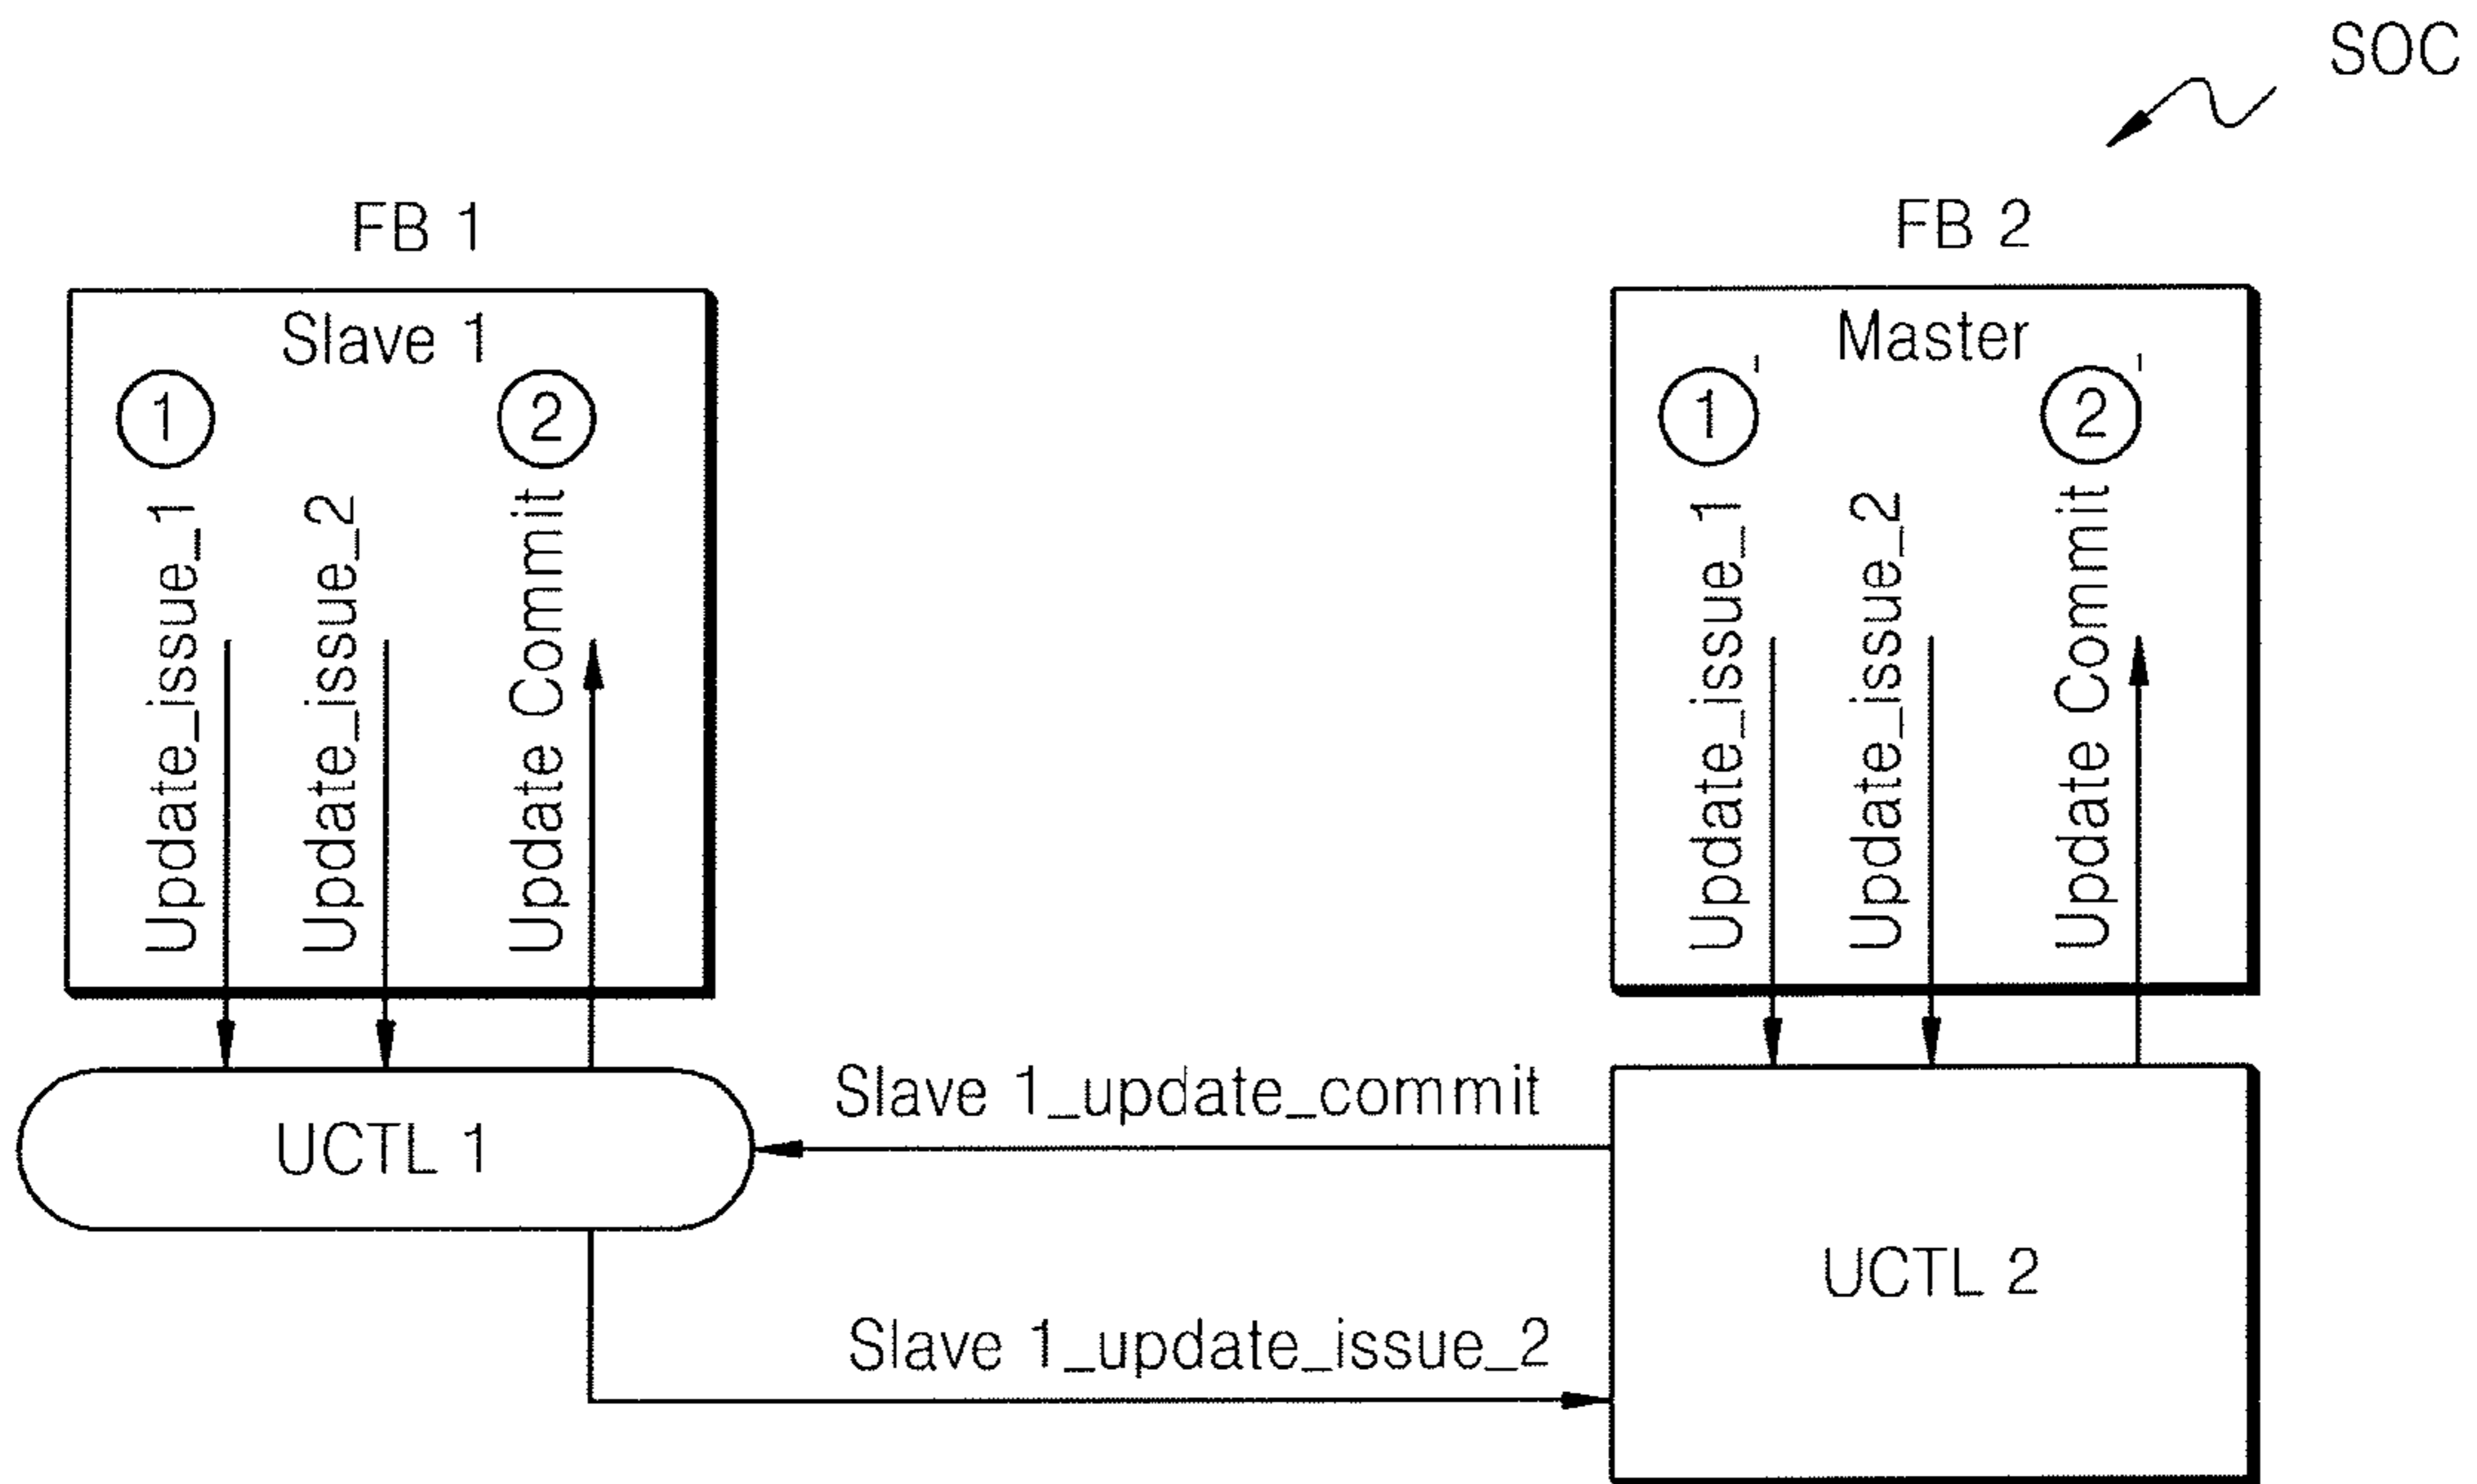 SOC
FB 1
FB 2
Slave 1
Master
1
2
1'
2'
Update_issue_1
Update_issue_2
Update Commit
Update_issue_1
Update_issue_2
Update Commit
UCTL 1
Slave 1_update_commit
UCTL 2
Slave 1_update_issue_2